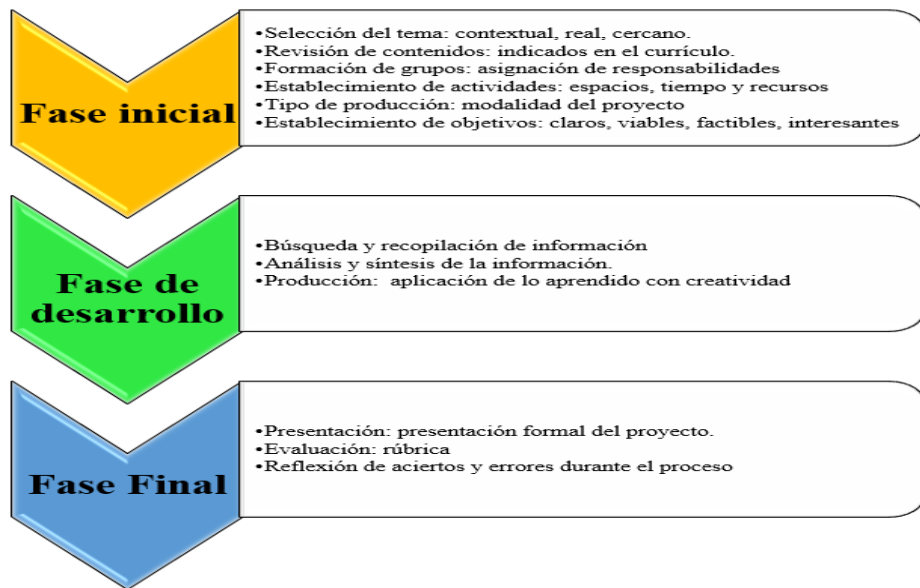 Fase inicial
•Selección del tema: contextual, real, cercano.
•Revisión de contenidos: indicados en el currículo.
•Formación de grupos: asignación de responsabilidades
•Establecimiento de actividades: espacios, tiempo y recursos
•Tipo de producción: modalidad del proyecto
•Establecimiento de objetivos: claros, viables, factibles, interesantes
Fase de
desarrollo
•Búsqueda y recopilación de información
•Análisis y síntesis de la información.
•Producción: aplicación de lo aprendido con creatividad
Fase Final
•Presentación: presentación formal del proyecto.
•Evaluación: rúbrica
•Reflexión de aciertos y errores durante el proceso